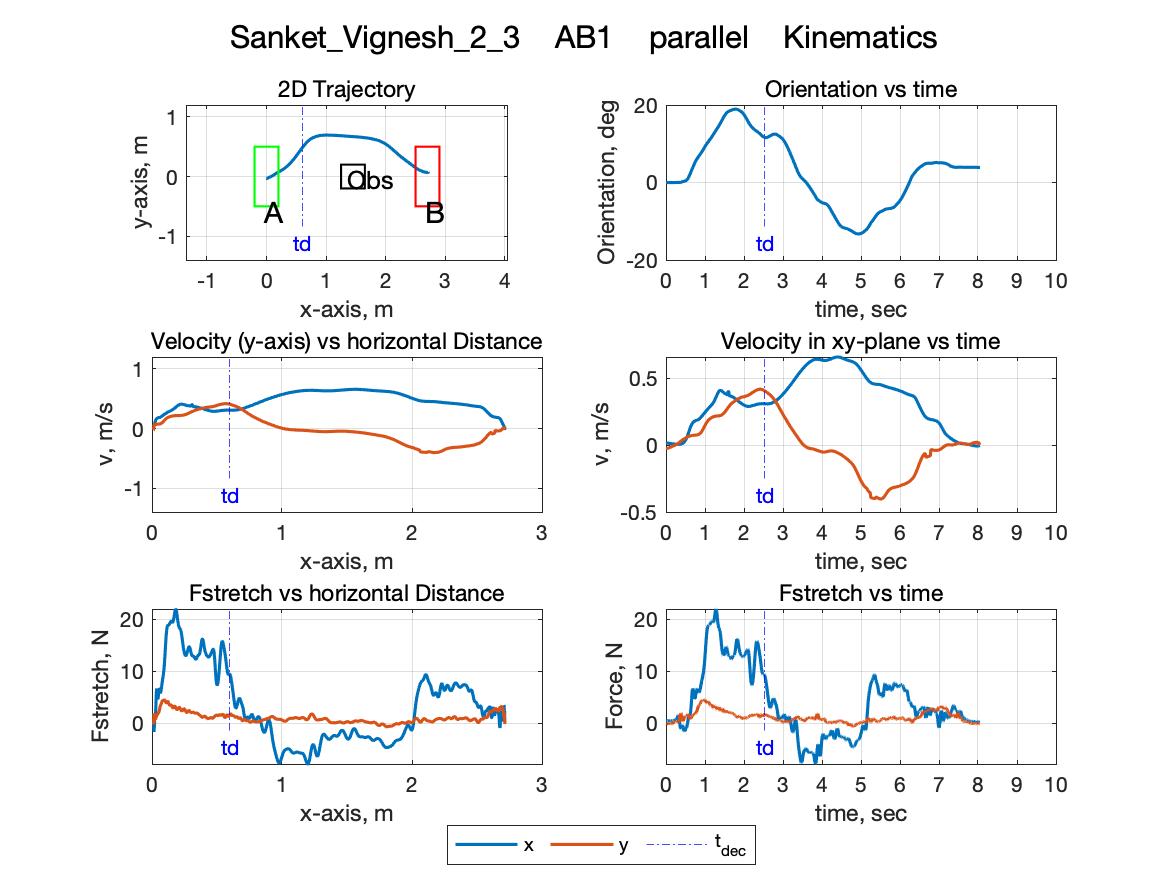 Sanket_Vignesh_2_3 AB1 parallel Kinematics
2D Trajectory
y-axis, m
1
0
-1
A
td
Obs
B
-1 0 1 2 3 4
x-axis, m
Orientation vs time
Orientation, deg
20
0
-20
td
0 1 2 3 4 5 6 7 8 9 10
time, sec
Velocity (y-axis) vs horizontal Distance
v, m/s
1
0
-1
td
0 1 2 3
x-axis, m
Velocity in xy-plane vs time
v, m/s
0.5
0
-0.5
td
0 1 2 3 4 5 6 7 8 9 10
time, sec
Fstretch vs horizontal Distance
Fstretch, N
20
10
0
td
0 1 2 3
x-axis, m
Fstretch vs time
Force, N
20
10
0
td
0 1 2 3 4 5 6 7 8 9 10
time, sec
x y tdec